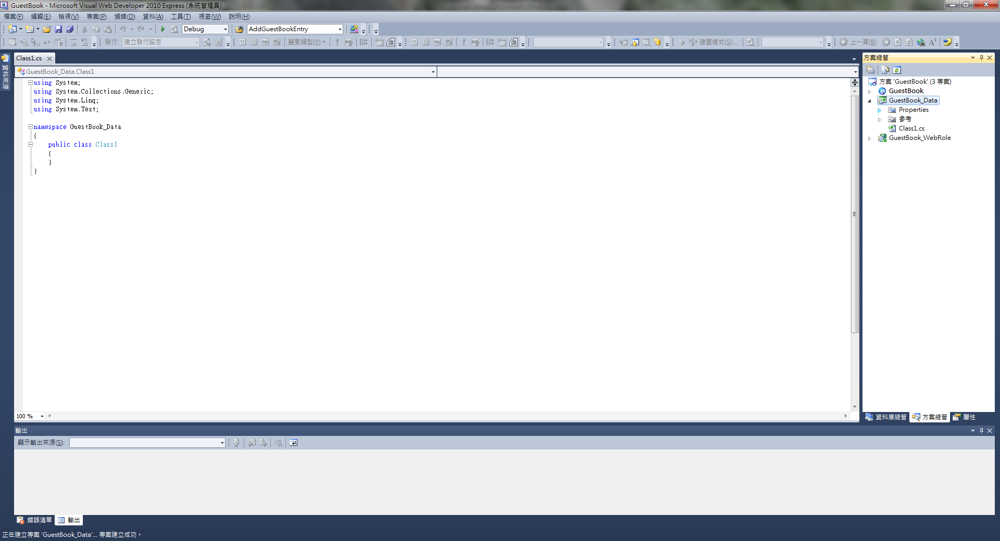 GuestBook - Microsoft Visual Web Developer 2010 Express (系統管理員)
檔案(F) 編輯(E) 檢視(V) 專案(P) 偵錯(D) 資料(A) 工具(T) 視窗(W) 說明(H)
Debug AddGuestBookEntry
發行: 建立發行設定 變更類型(Y) 建置樣式(S)... 上一頁(B)
資料來源
Class1.cs
GuestBook_Data.Class1
using System;
using System.Collections.Generic;
using System.Linq;
using System.Text;
namespace GuestBook_Data
{
public class Class1
{
}
}
100 %
方案總管
方案 'GuestBook' (3 專案)
GuestBook
GuestBook_Data
Properties
參考
Class1.cs
GuestBook_WebRole
資料庫總管 方案總管 屬性
輸出
顯示輸出來源(S):
錯誤清單 輸出
正在建立專案 'GuestBook_Data'... 專案建立成功。